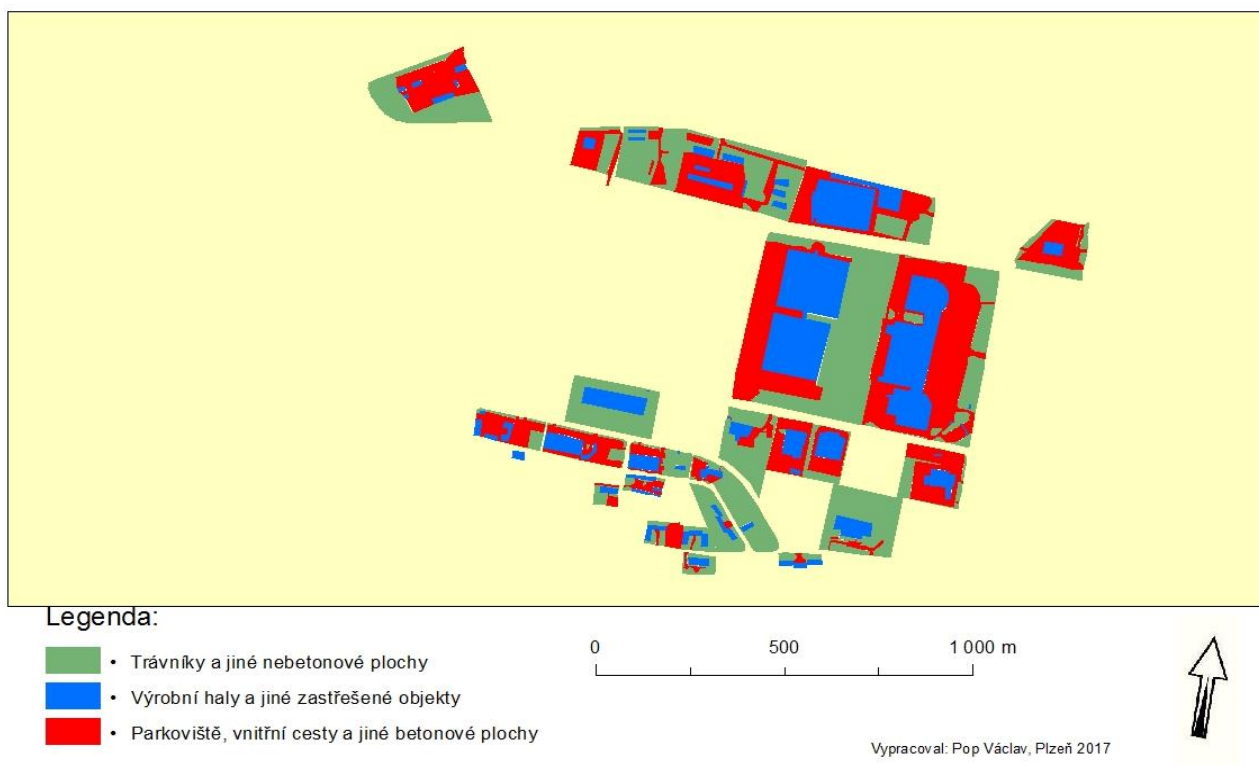 Legenda:
• Trávníky a jiné nebetonové plochy
• Výrobní haly a jiné zastřešené objekty
• Parkoviště, vnitřní cesty a jiné betonové plochy
0 500 1 000 m
Vypracoval: Pop Václav, Plzeň 2017